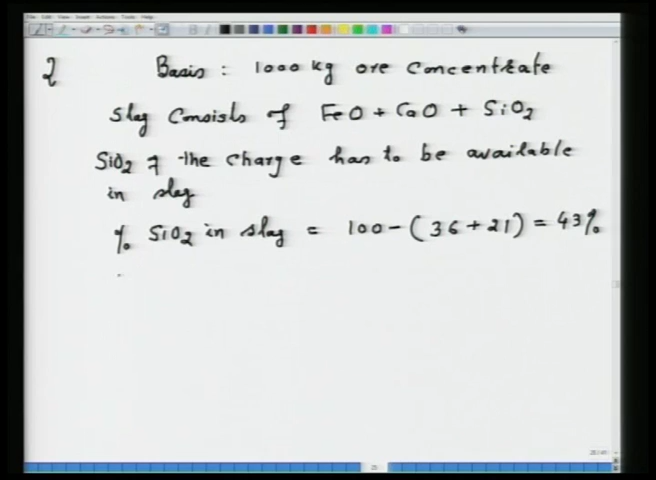 2 Basis : 1000 kg ore concentrate
Slag consists of FeO + CaO + SiO2
SiO2 of the charge has to be available
in slag
% SiO2 in slag = 100 - ( 36 + 21 ) = 43%